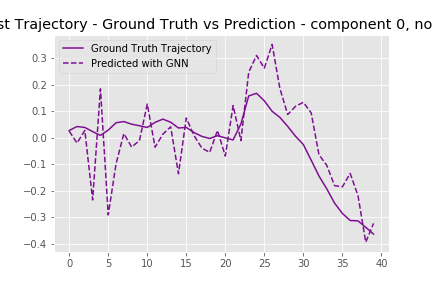 st Trajectory - Ground Truth vs Prediction - component 0, no
Ground Truth Trajectory
Predicted with GNN
0.3
0.2
0.1
0.0
−0.1
−0.2
−0.3
−0.4
0 5 10 15 20 25 30 35 40